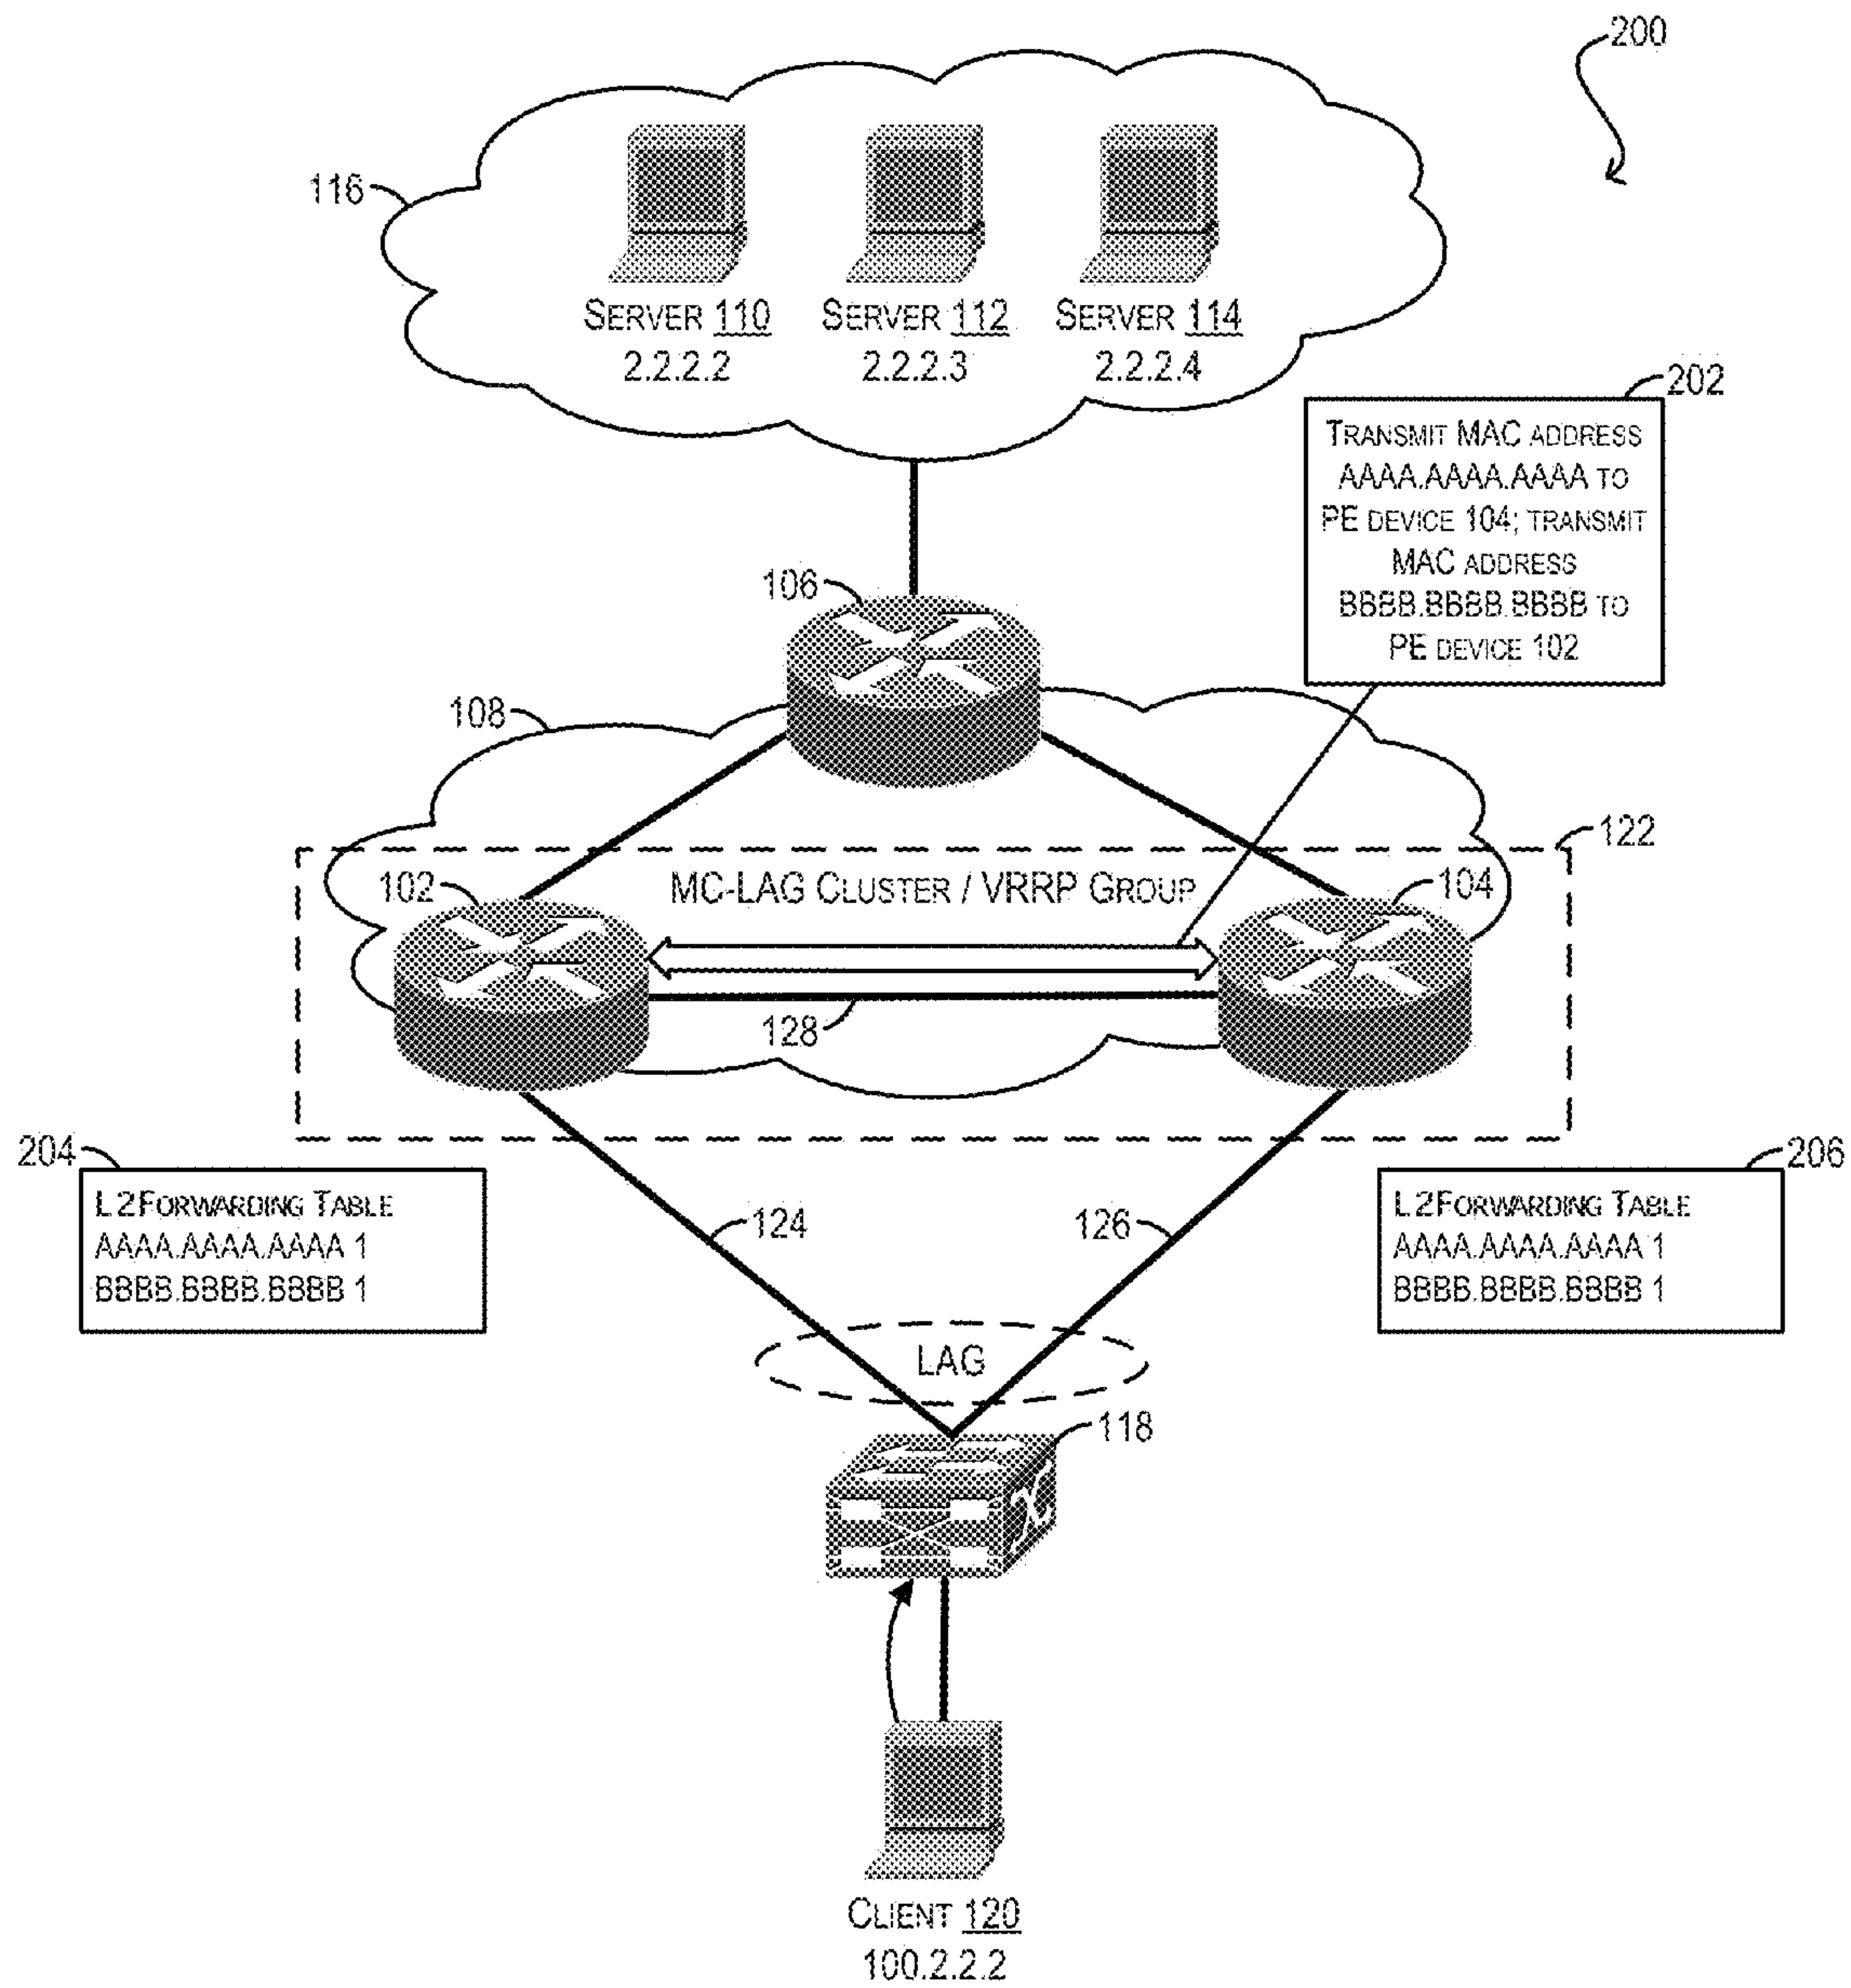 200
116
SERVER 110
2.2.2.2
SERVER 112
2.2.2.3
SERVER 114
2.2.2.4
202
TRANSMIT MAC ADDRESS
AAAA.AAAA.AAAA TO
PE DEVICE 104; TRANSMIT
MAC ADDRESS
BBBB.BBBB.BBBB TO
PE DEVICE 102
106
108
122
102
MC-LAG CLUSTER / VRRP GROUP
104
128
204
L2FORWARDING TABLE
AAAA.AAAA.AAAA 1
BBBB.BBBB.BBBB 1
124
126
206
L2FORWARDING TABLE
AAAA.AAAA.AAAA 1
BBBB.BBBB.BBBB 1
LAG
118
CLIENT 120
100.2.2.2